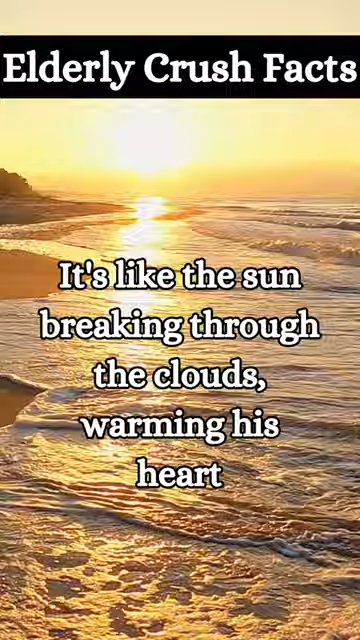 Elderly Crush Facts
It's like the sun
breaking through
the clouds,
warming his
heart